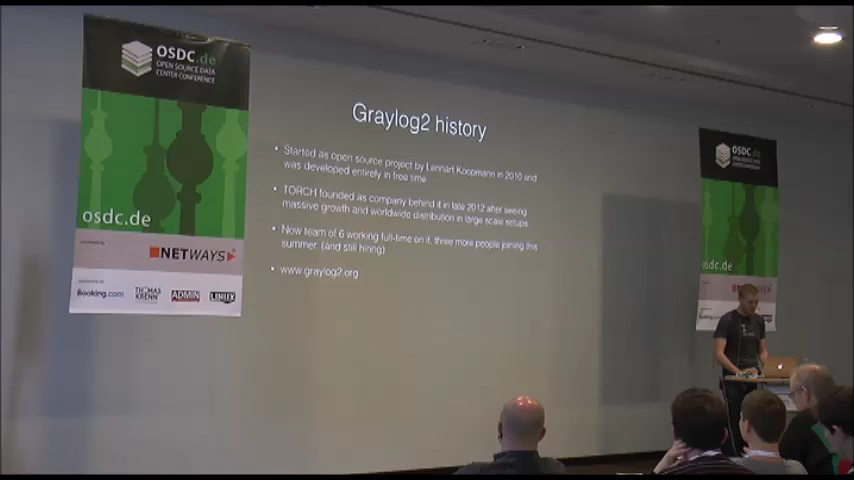 OSDC.de
OPEN SOURCE DATA
CENTER CONFERENCE
osdc.de
NETWAYS
Booking.com
THOMAS
KRENN
ADMIN
LINUX
Graylog2 history
• Started as open source project by Lennart Koopmann in 2010 and
was developed entirely in free time
• TORCH founded as company behind it in late 2012 after seeing
massive growth and worldwide distribution in large scale setups
• Now team of 6 working full-time on it, three more people joining this
summer. (and still hiring)
• www.graylog2.org
OSDC.de
osdc.de
NETWAYS